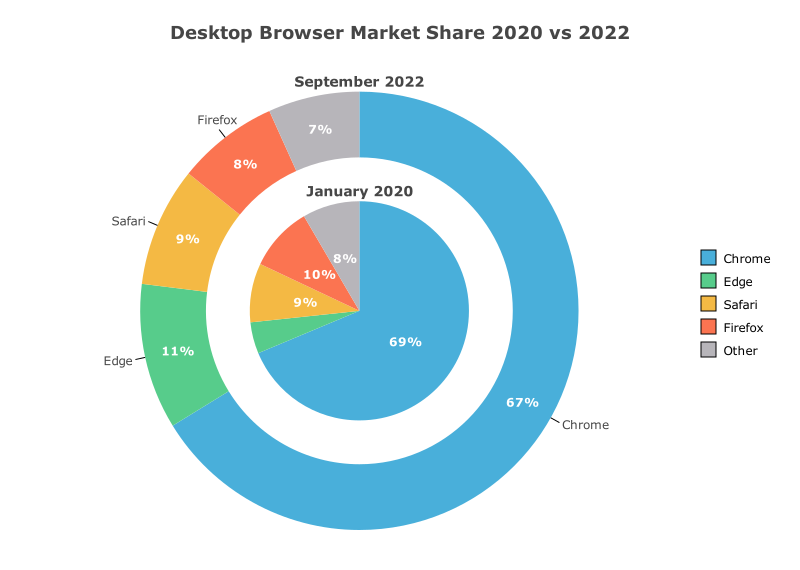 Desktop Browser Market Share 2020 vs 2022
September 2022
Firefox
7%
8%
January 2020
Safari
9%
8%
10%
9%
69%
Edge
11%
67%
Chrome
Chrome
Edge
Safari
Firefox
Other